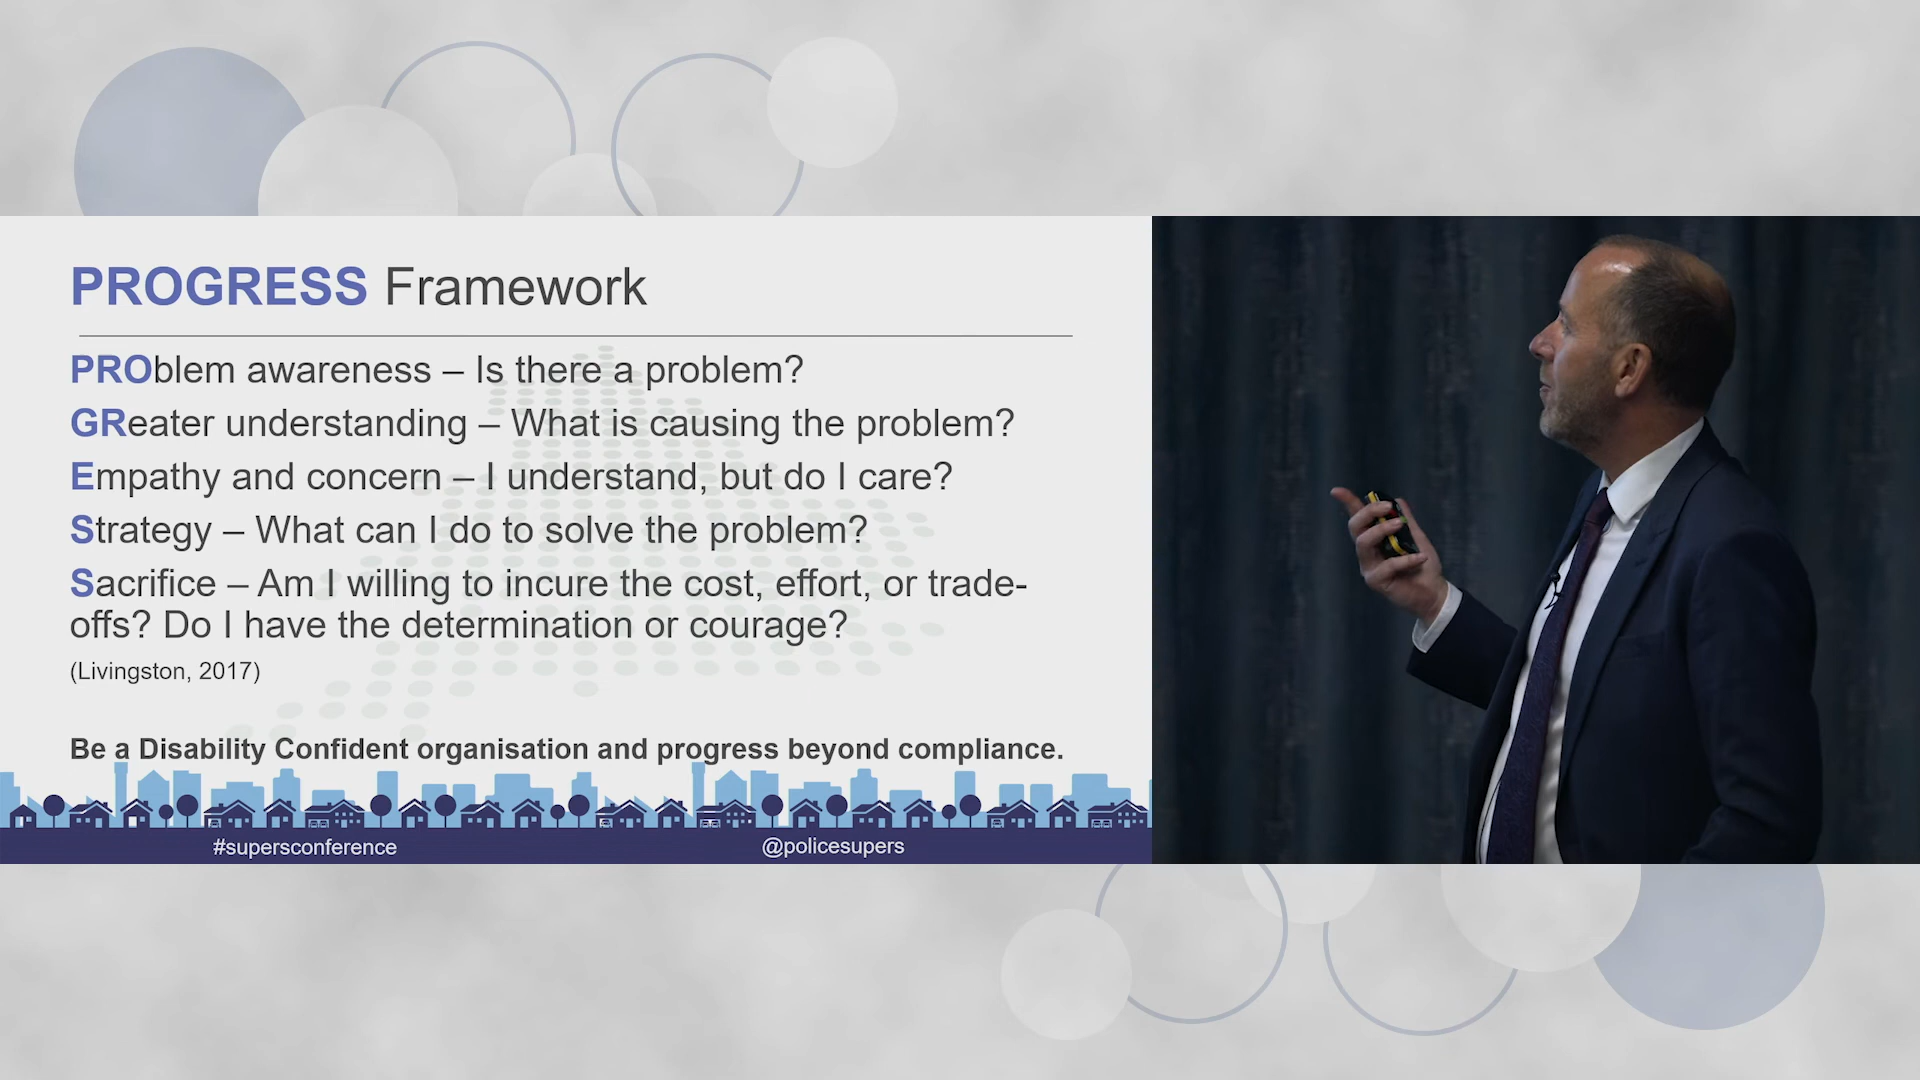 PROGRESS Framework
PROblem awareness – Is there a problem?
GReater understanding – What is causing the problem?
Empathy and concern – I understand, but do I care?
Strategy – What can I do to solve the problem?
Sacrifice – Am I willing to incure the cost, effort, or trade-
offs? Do I have the determination or courage?
(Livingston, 2017)
Be a Disability Confident organisation and progress beyond compliance.
#supersconference
@policesupers